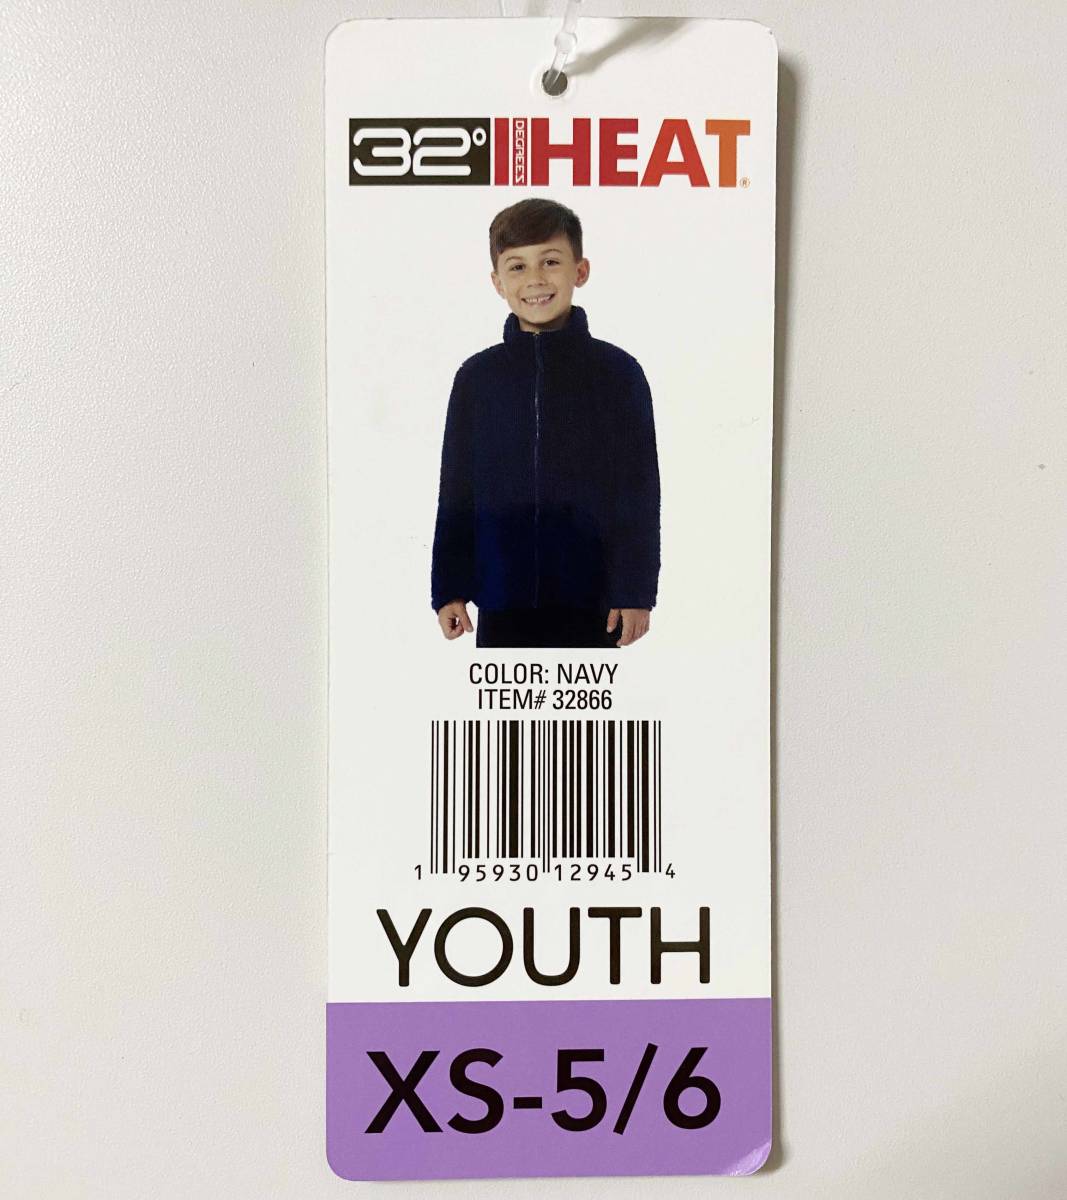 32° DEGREES HEAT®
COLOR: NAVY
ITEM# 32866
1 95930 12945 4
YOUTH
XS-5/6